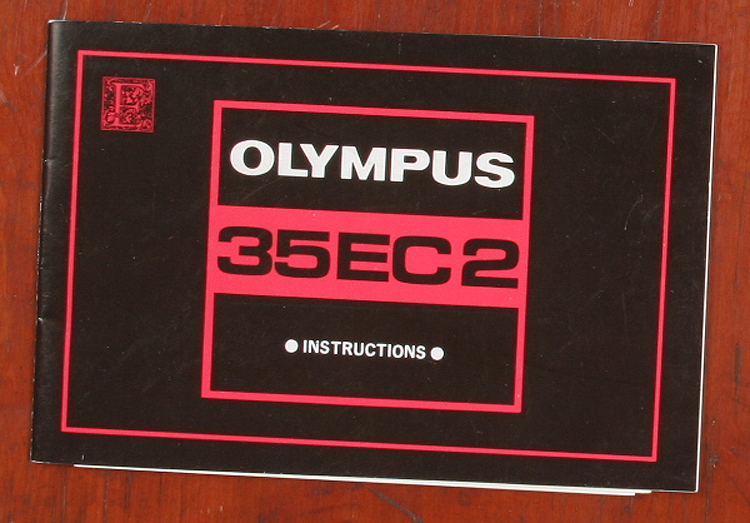 E
OLYMPUS
35EC2
● INSTRUCTIONS ●